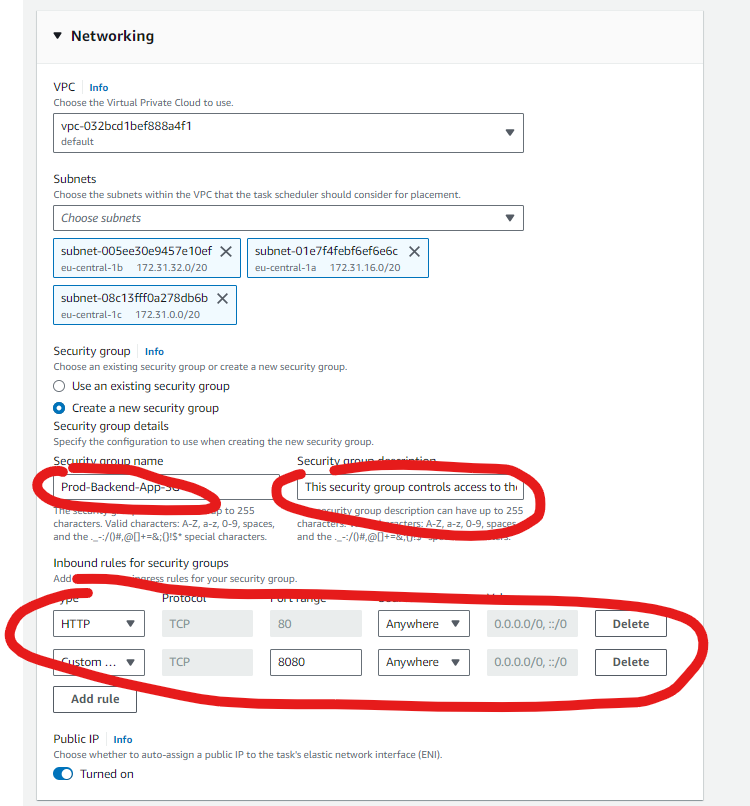 Networking
VPC Info
Choose the Virtual Private Cloud to use.
vpc-032bcd1bef888a4f1
default
Subnets
Choose the subnets within the VPC that the task scheduler should consider for placement.
Choose subnets
subnet-005ee30e9457e10ef subnet-01e7f4febf6ef6e6c
eu-central-1b 172.31.32.0/20 eu-central-1a 172.31.16.0/20
subnet-08c13fff0a278db6b
eu-central-1c 172.31.0.0/20
Security group Info
Choose an existing security group or create a new security group.
Use an existing security group
Create a new security group
Security group details
Specify the configuration to use when creating the new security group.
Security group name Security group description
Prod-Backend-App-SG This security group controls access to the
The up to 255 security group description can have up to 255
characters. Valid characters: A-Z, a-z, 0-9, spaces, characters. Valid characters: A-Z, a-z, 0-9, spaces
and the ._-:/()#,@[]+=&;{}!$* special characters. and the ._-:/()#,@[]+=&;{}!$* special characters.
Inbound rules for security groups
Add ingress rules for your security group.
Type Protocol Port range
HTTP TCP 80 Anywhere 0.0.0.0/0, ::/0 Delete
Custom ... TCP 8080 Anywhere 0.0.0.0/0, ::/0 Delete
Add rule
Public IP Info
Choose whether to auto-assign a public IP to the task's elastic network interface (ENI).
Turned on